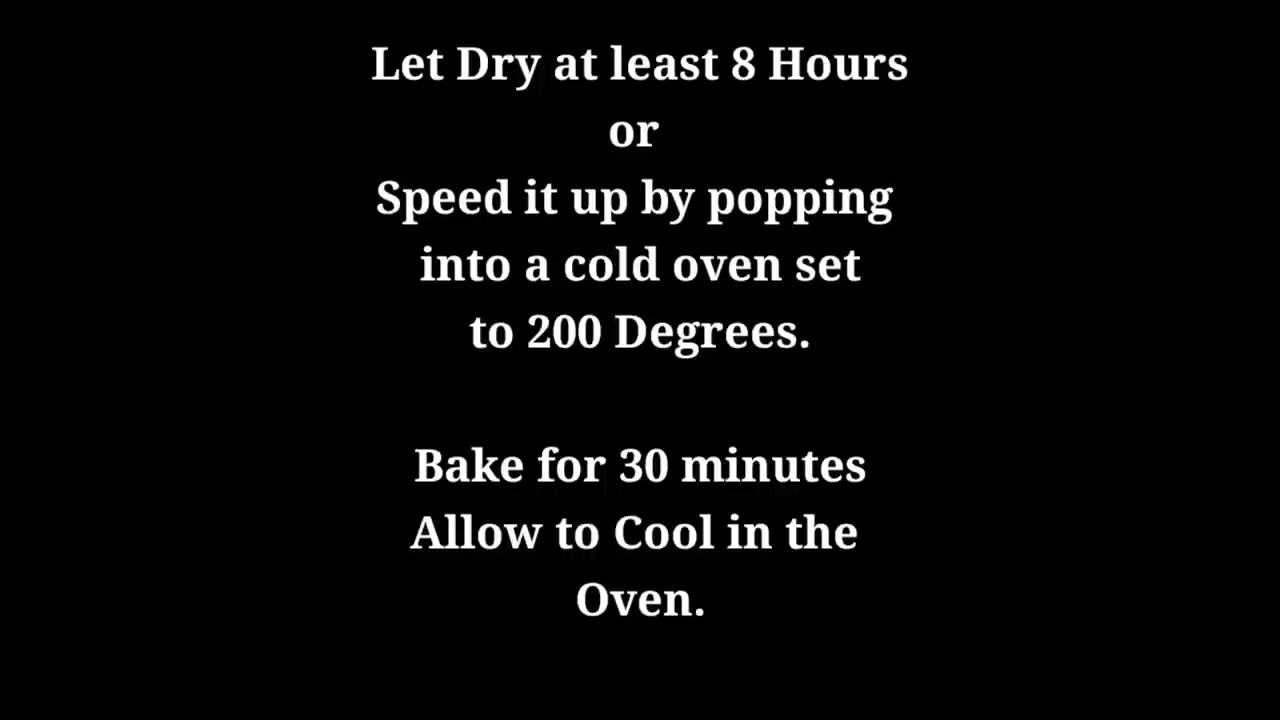 Let Dry at least 8 Hours
or
Speed it up by popping
into a cold oven set
to 200 Degrees.
Bake for 30 minutes
Allow to Cool in the
Oven.